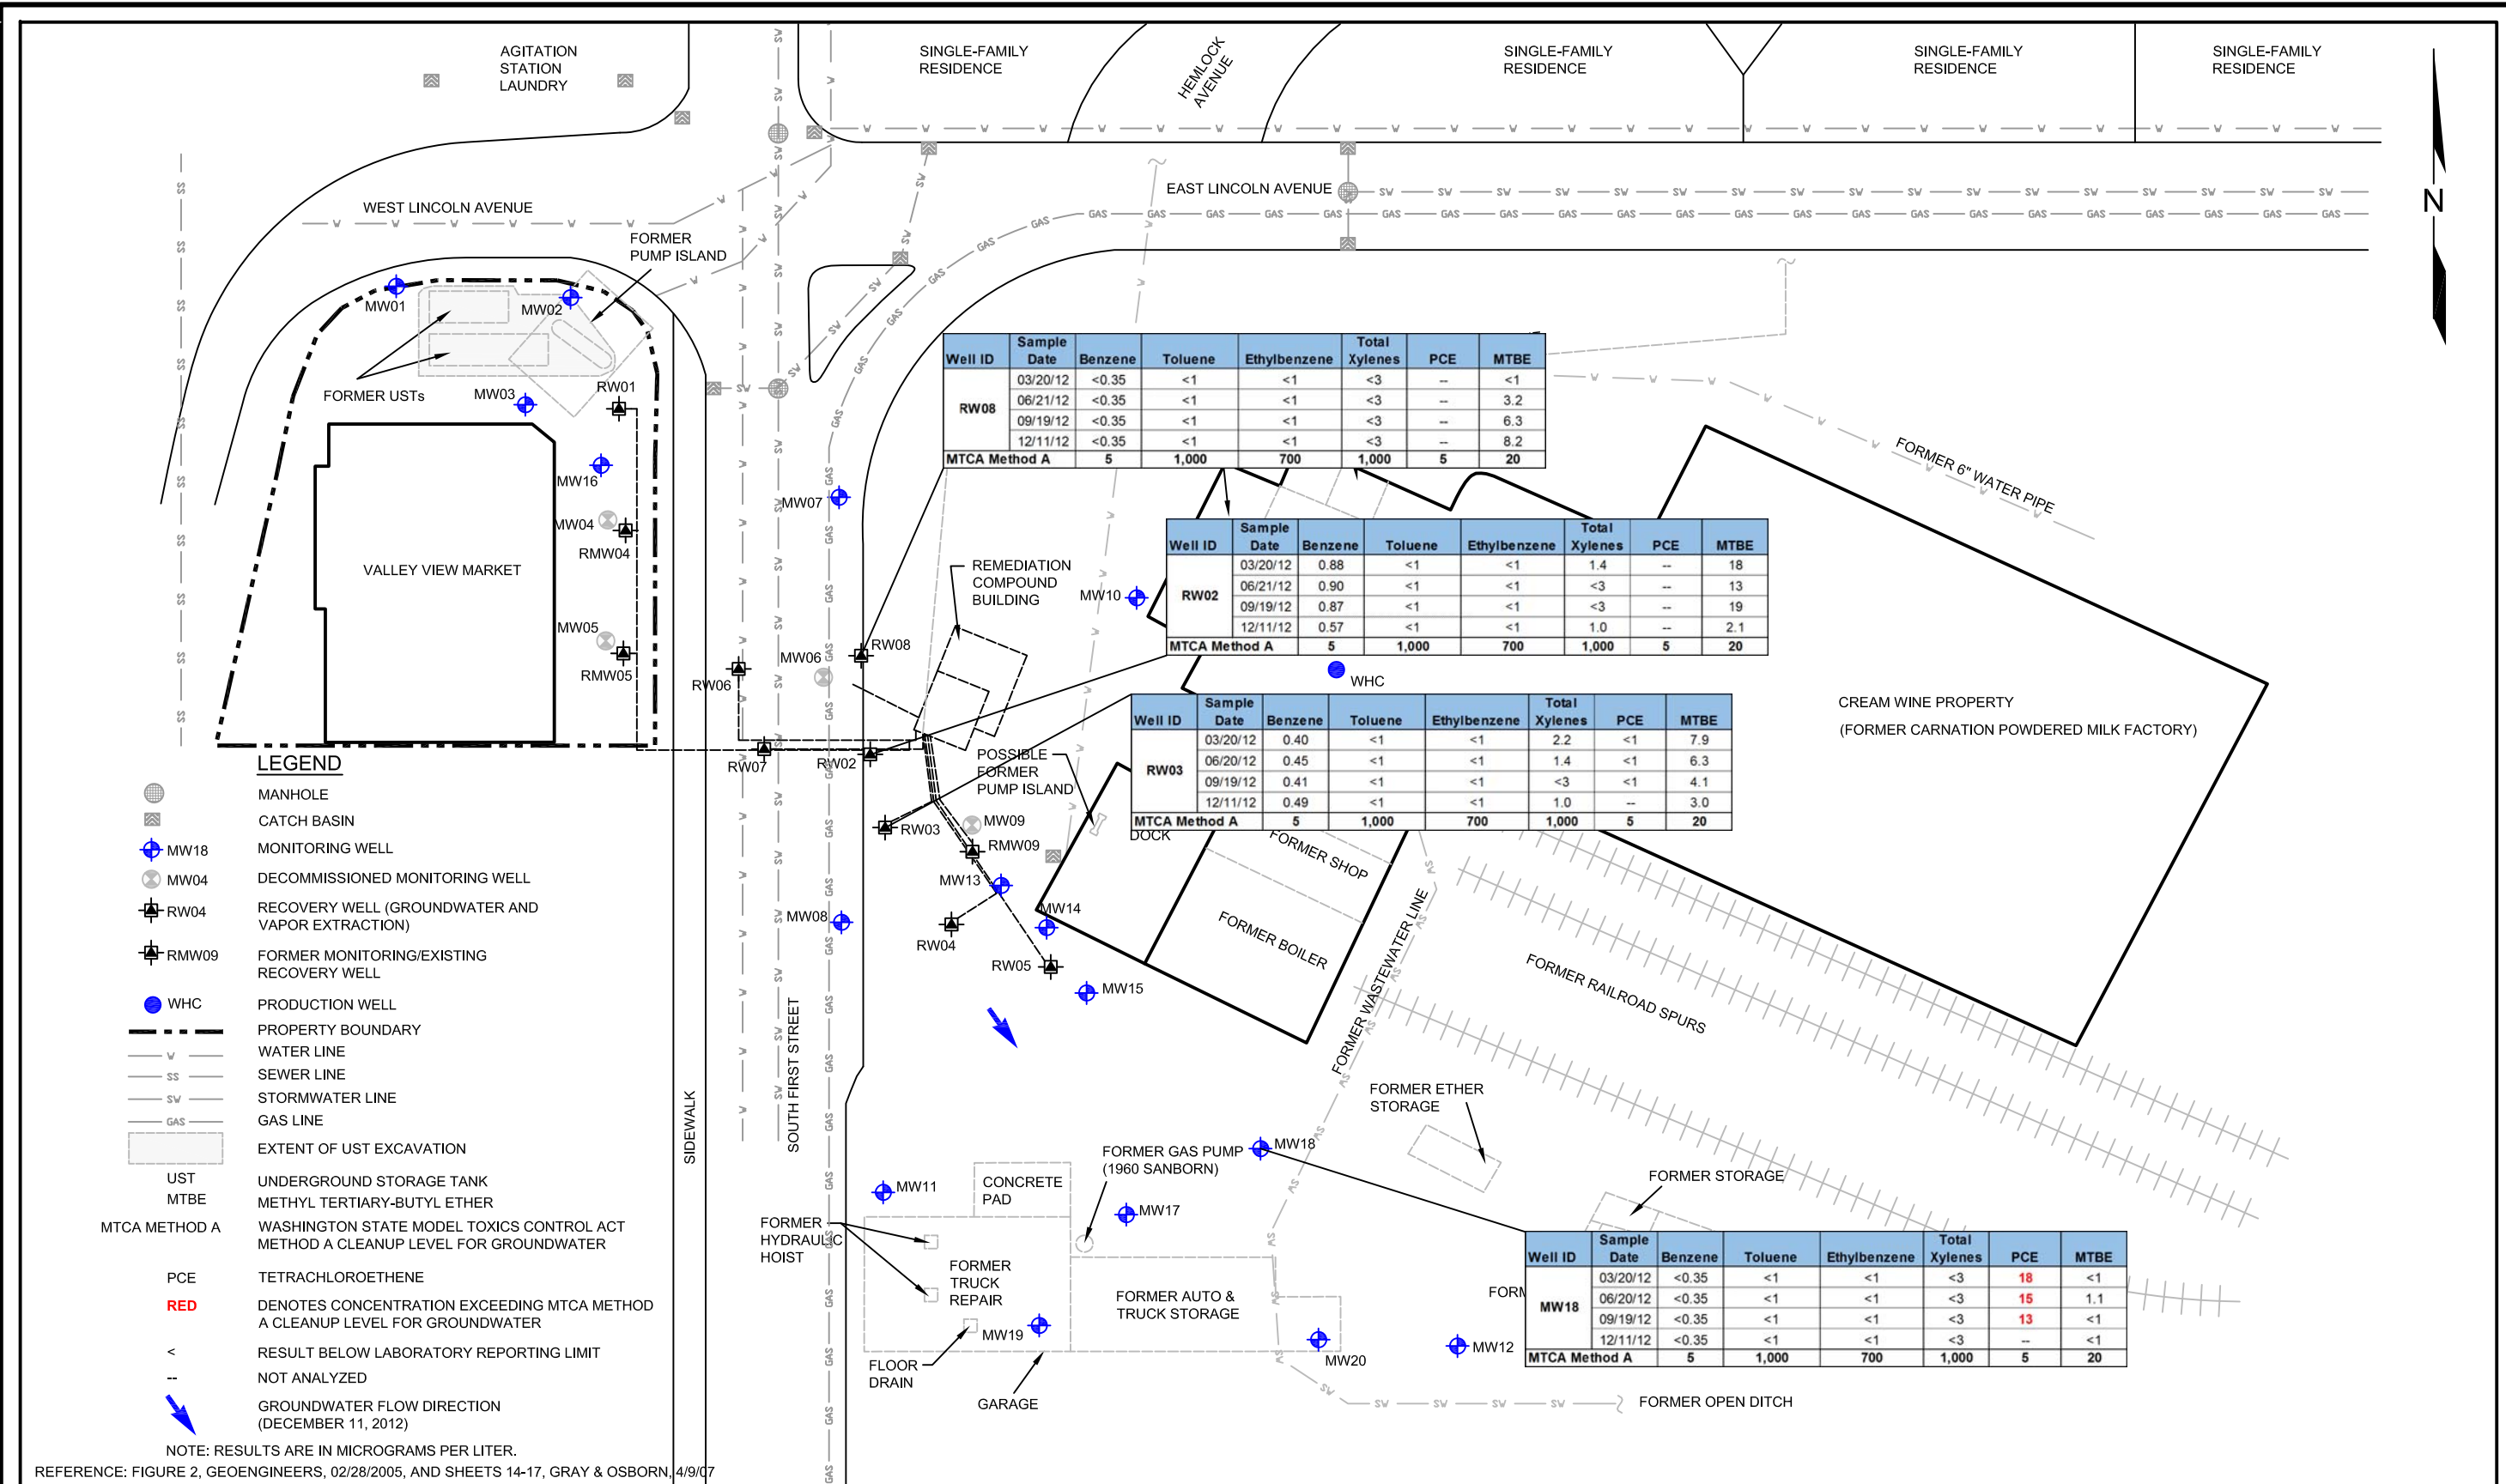 AGITATION
STATION
LAUNDRY
SINGLE-FAMILY
RESIDENCE
HEMLOCK
AVENUE
SINGLE-FAMILY
RESIDENCE
SINGLE-FAMILY
RESIDENCE
SINGLE-FAMILY
RESIDENCE
N
WEST LINCOLN AVENUE
EAST LINCOLN AVENUE
FORMER
PUMP ISLAND
MW01
MW02
FORMER USTs
MW03
RW01
MW16
MW04
RMW04
VALLEY VIEW MARKET
MW05
RMW05
MW07
MW06
RW08
RW06
RW07
RW02
REMEDIATION
COMPOUND
BUILDING
MW10
Well ID Sample Date Benzene Toluene Ethylbenzene Total Xylenes PCE MTBE
RW08
03/20/12 <0.35 <1 <1 <3 -- <1
06/21/12 <0.35 <1 <1 <3 -- 3.2
09/19/12 <0.35 <1 <1 <3 -- 6.3
12/11/12 <0.35 <1 <1 <3 -- 8.2
MTCA Method A 5 1,000 700 1,000 5 20
FORMER 6" WATER PIPE
Well ID Sample Date Benzene Toluene Ethylbenzene Total Xylenes PCE MTBE
RW02
03/20/12 0.88 <1 <1 1.4 -- 18
06/21/12 0.90 <1 <1 <3 -- 13
09/19/12 0.87 <1 <1 <3 -- 19
12/11/12 0.57 <1 <1 1.0 -- 2.1
MTCA Method A 5 1,000 700 1,000 5 20
WHC
CREAM WINE PROPERTY
(FORMER CARNATION POWDERED MILK FACTORY)
Well ID Sample Date Benzene Toluene Ethylbenzene Total Xylenes PCE MTBE
RW03
03/20/12 0.40 <1 <1 2.2 <1 7.9
06/20/12 0.45 <1 <1 1.4 <1 6.3
09/19/12 0.41 <1 <1 <3 <1 4.1
12/11/12 0.49 <1 <1 1.0 -- 3.0
MTCA Method A 5 1,000 700 1,000 5 20
POSSIBLE
FORMER
PUMP ISLAND
DOCK
RW03
MW09
RMW09
MW13
MW08
RW04
MW14
RW05
MW15
FORMER SHOP
FORMER BOILER
FORMER WASTEWATER LINE
FORMER RAILROAD SPURS
SOUTH FIRST STREET
SIDEWALK
FORMER ETHER
STORAGE
FORMER STORAGE
FORMER GAS PUMP
(1960 SANBORN)
MW18
MW11
CONCRETE
PAD
MW17
FORMER
HYDRAULIC
HOIST
FORMER
TRUCK
REPAIR
FORMER AUTO &
TRUCK STORAGE
MW19
FLOOR
DRAIN
GARAGE
MW20
MW12
FORM
Well ID Sample Date Benzene Toluene Ethylbenzene Total Xylenes PCE MTBE
MW18
03/20/12 <0.35 <1 <1 <3 18 <1
06/20/12 <0.35 <1 <1 <3 15 1.1
09/19/12 <0.35 <1 <1 <3 13 <1
12/11/12 <0.35 <1 <1 <3 -- <1
MTCA Method A 5 1,000 700 1,000 5 20
FORMER OPEN DITCH
LEGEND
MANHOLE
CATCH BASIN
MW18 MONITORING WELL
MW04 DECOMMISSIONED MONITORING WELL
RW04 RECOVERY WELL (GROUNDWATER AND
VAPOR EXTRACTION)
RMW09 FORMER MONITORING/EXISTING
RECOVERY WELL
WHC PRODUCTION WELL
PROPERTY BOUNDARY
W WATER LINE
SS SEWER LINE
SW STORMWATER LINE
GAS GAS LINE
EXTENT OF UST EXCAVATION
UST UNDERGROUND STORAGE TANK
MTBE METHYL TERTIARY-BUTYL ETHER
MTCA METHOD A WASHINGTON STATE MODEL TOXICS CONTROL ACT
METHOD A CLEANUP LEVEL FOR GROUNDWATER
PCE TETRACHLOROETHENE
RED DENOTES CONCENTRATION EXCEEDING MTCA METHOD
A CLEANUP LEVEL FOR GROUNDWATER
< RESULT BELOW LABORATORY REPORTING LIMIT
-- NOT ANALYZED
GROUNDWATER FLOW DIRECTION
(DECEMBER 11, 2012)
NOTE: RESULTS ARE IN MICROGRAMS PER LITER.
REFERENCE: FIGURE 2, GEOENGINEERS, 02/28/2005, AND SHEETS 14-17, GRAY & OSBORN, 4/9/07